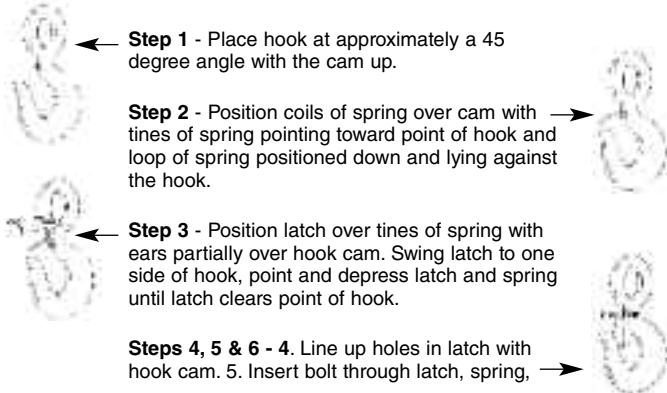 Step 1 - Place hook at approximately a 45
degree angle with the cam up.
Step 2 - Position coils of spring over cam with
tines of spring pointing toward point of hook and
loop of spring positioned down and lying against
the hook.
Step 3 - Position latch over tines of spring with
ears partially over hook cam. Swing latch to one
side of hook, point and depress latch and spring
until latch clears point of hook.
Steps 4, 5 & 6 - 4. Line up holes in latch with
hook cam. 5. Insert bolt through latch, spring,